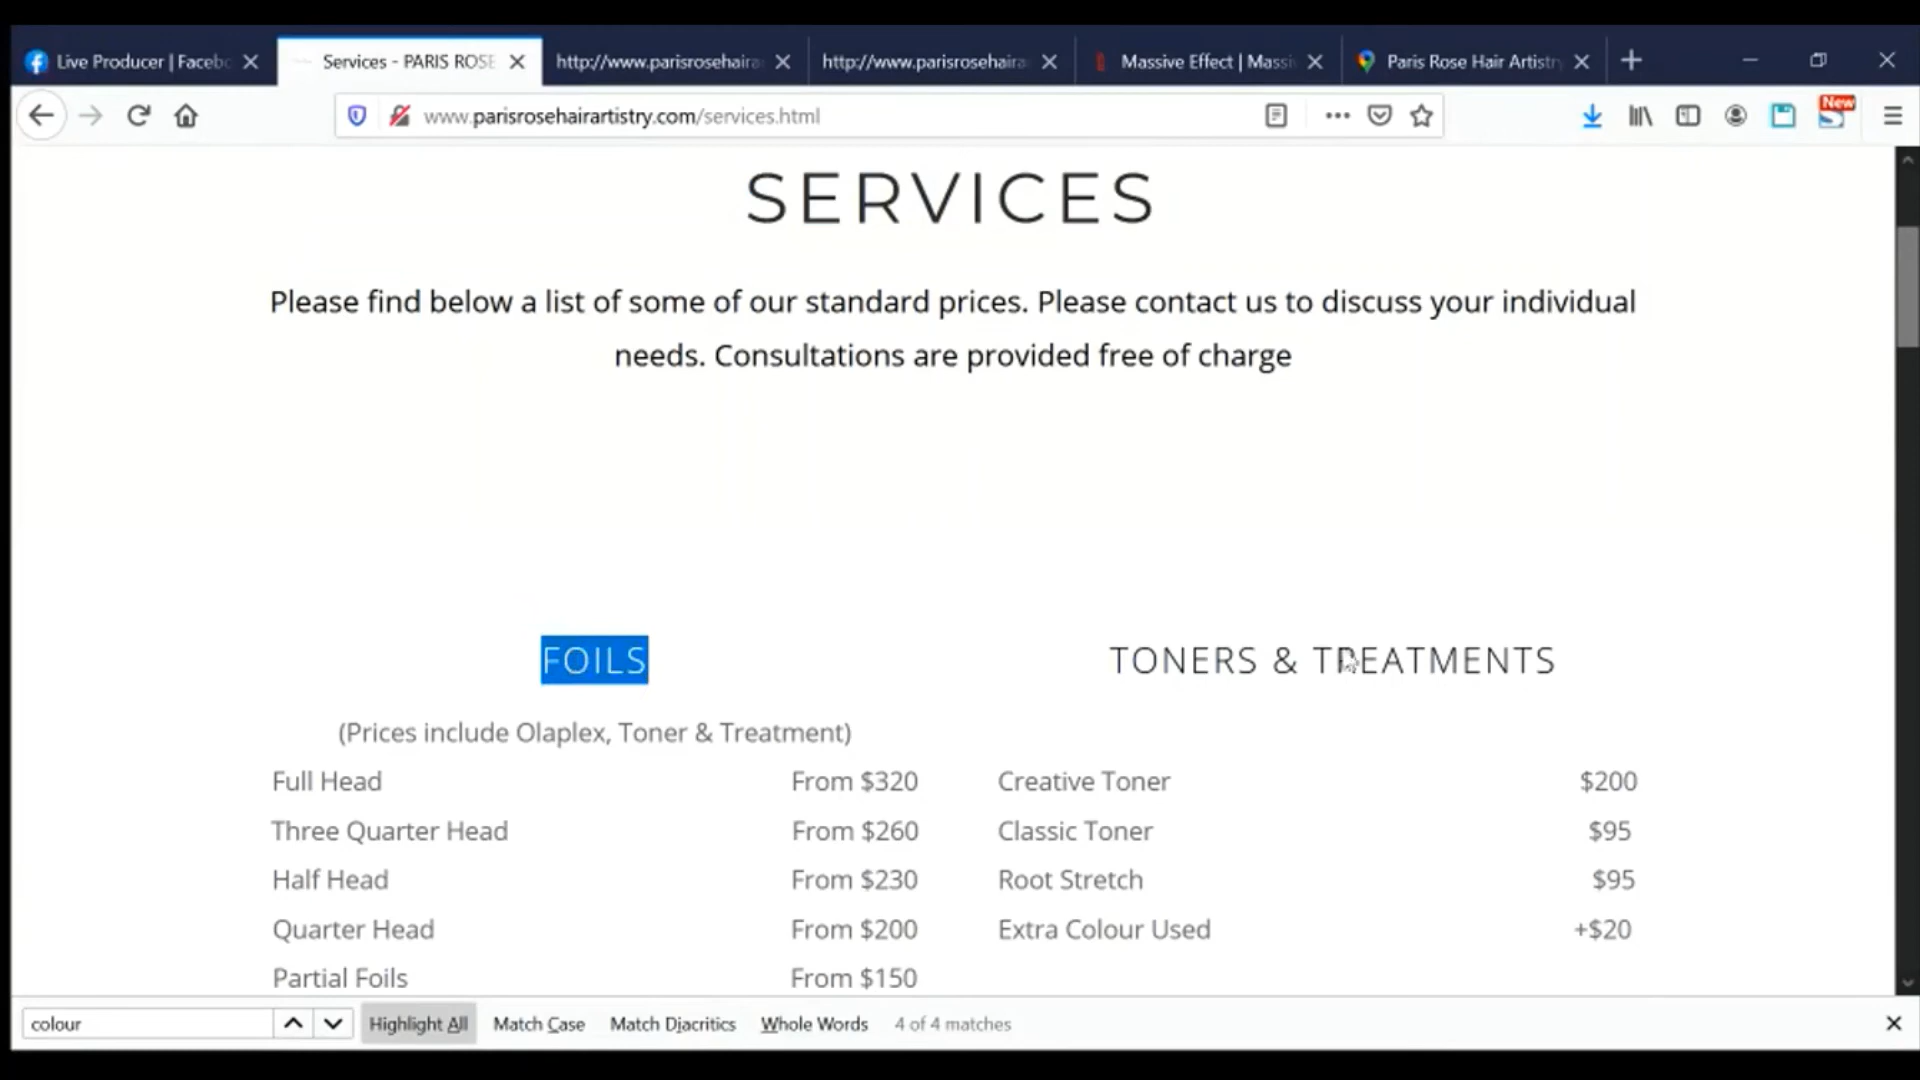 Live Producer | Facebo
Services - PARIS ROSE
http://www.parisrosehaira
http://www.parisrosehaira
Massive Effect | Massi
Paris Rose Hair Artistr
www.parisrosehairartistry.com/services.html
New
SERVICES
Please find below a list of some of our standard prices. Please contact us to discuss your individual
needs. Consultations are provided free of charge
FOILS
(Prices include Olaplex, Toner & Treatment)
Full Head From $320
Three Quarter Head From $260
Half Head From $230
Quarter Head From $200
Partial Foils From $150
TONERS & TREATMENTS
Creative Toner $200
Classic Toner $95
Root Stretch $95
Extra Colour Used +$20
colour
Highlight All
Match Case
Match Diacritics
Whole Words
4 of 4 matches